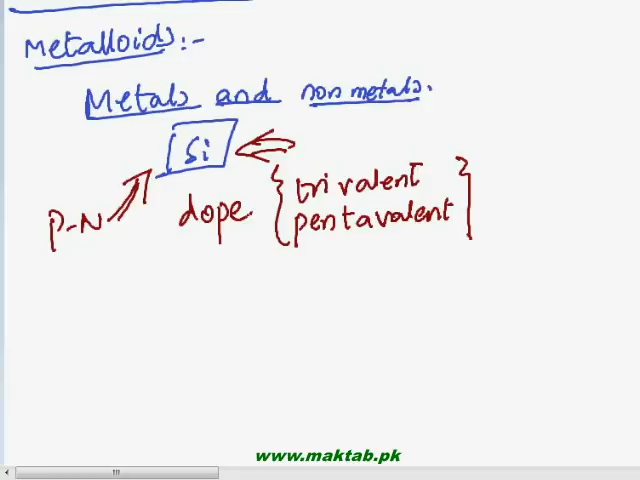 Metalloids:-
Metals and non metals.
Si
trivalent
P-N dope pentavalent
www.maktab.pk